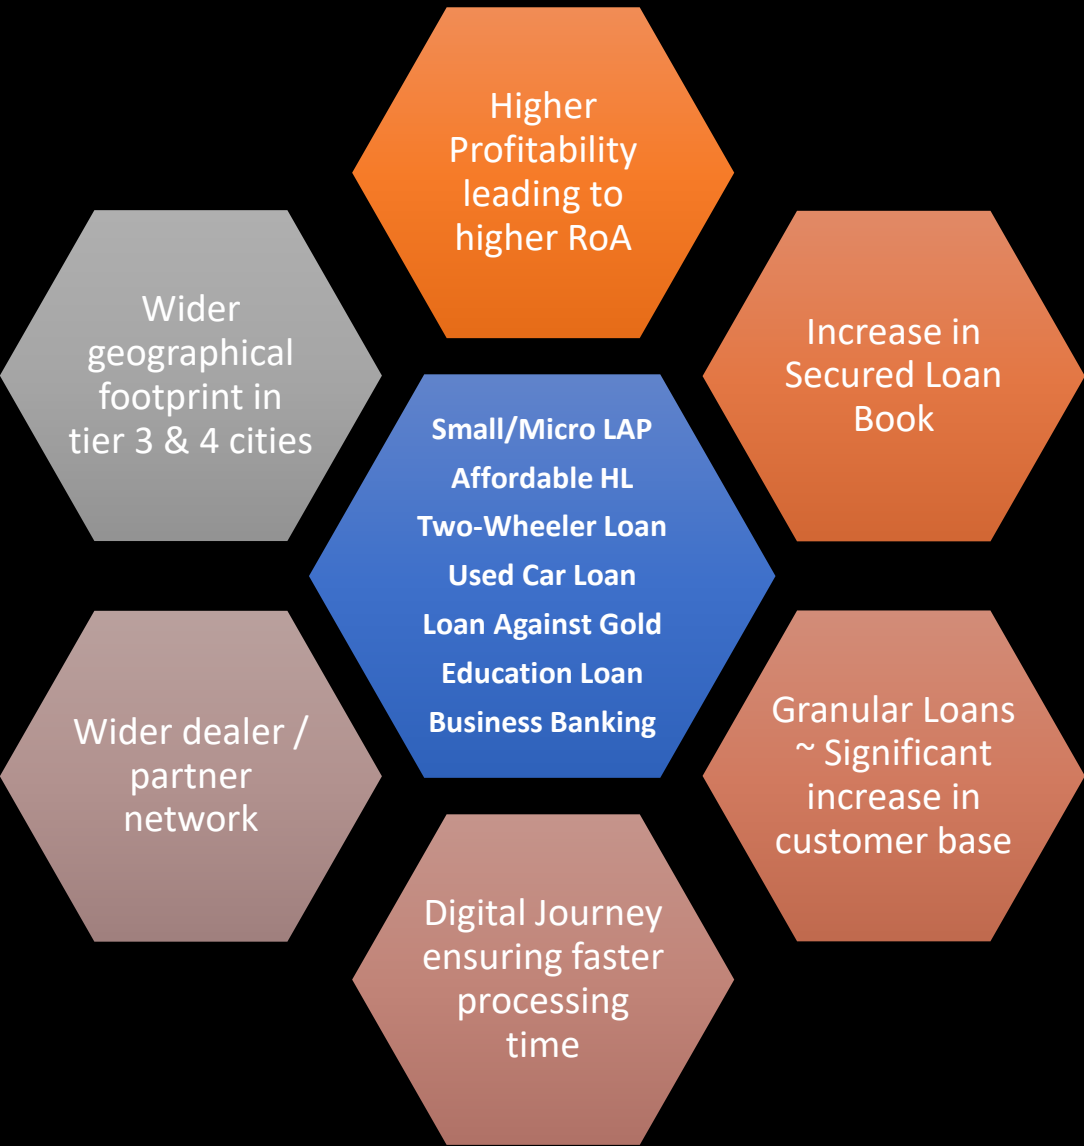 Higher
Profitability
leading to
higher RoA
Increase in
Secured Loan
Book
Granular Loans
~ Significant
increase in
customer base
Digital Journey
ensuring faster
processing
time
Wider dealer /
partner
network
Wider
geographical
footprint in
tier 3 & 4 cities
Small/Micro LAP
Affordable HL
Two-Wheeler Loan
Used Car Loan
Loan Against Gold
Education Loan
Business Banking